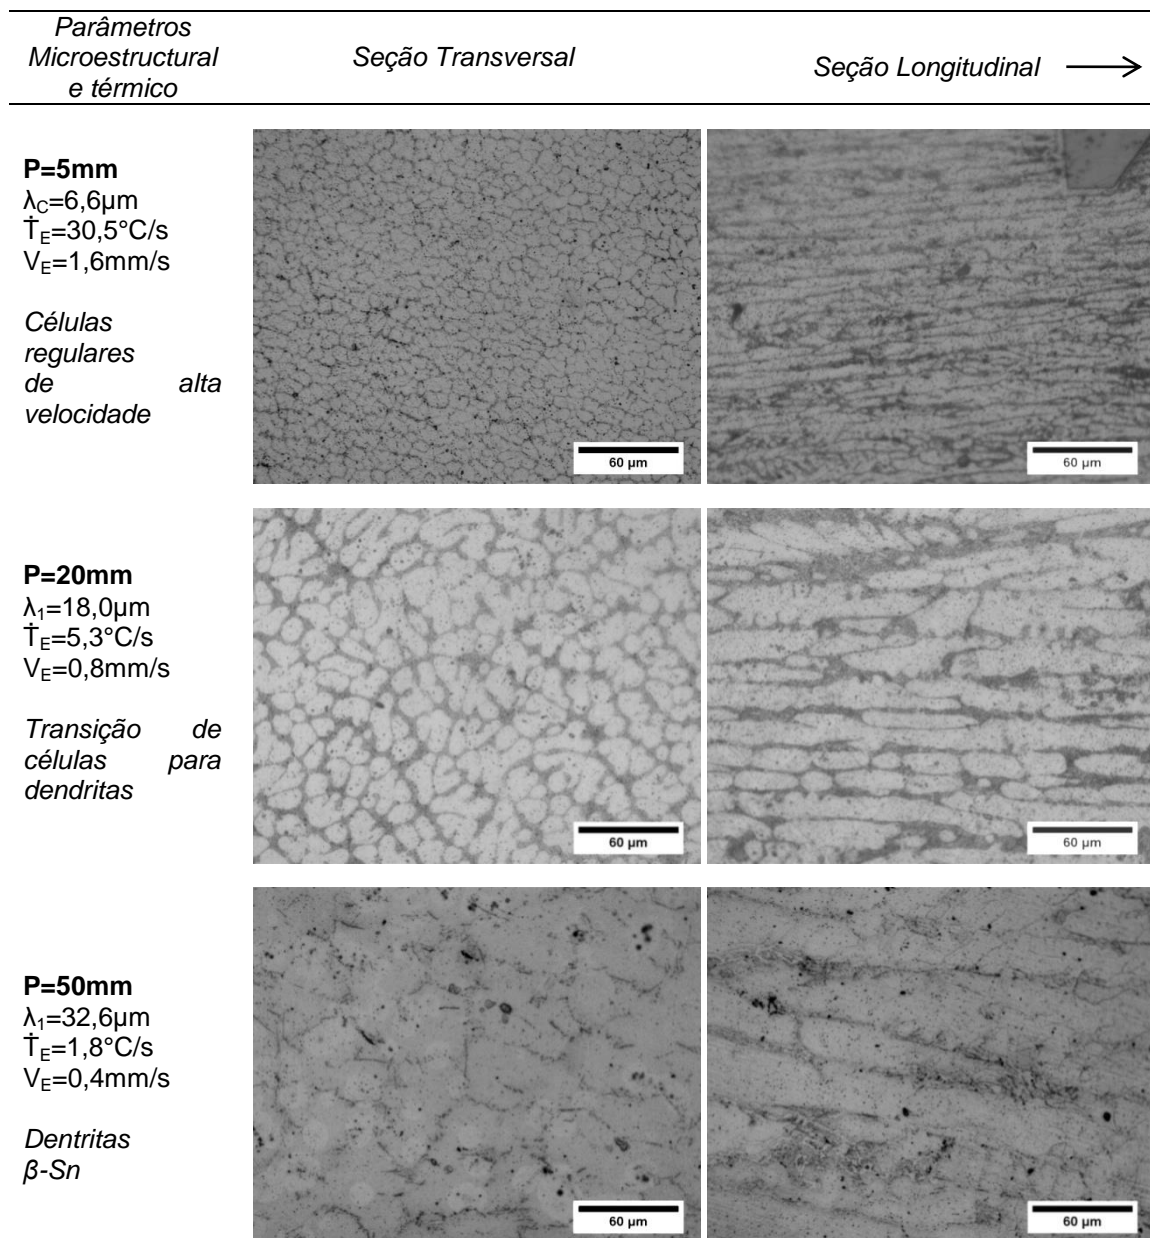 Parâmetros
Microestructural
e térmico
Seção Transversal
Seção Longitudinal
P=5mm
λC=6,6µm
ṪE=30,5°C/s
VE=1,6mm/s
Células
regulares
de alta
velocidade
60 µm
60 µm
P=20mm
λ1=18,0µm
ṪE=5,3°C/s
VE=0,8mm/s
Transição de
células para
dendritas
60 µm
60 µm
P=50mm
λ1=32,6µm
ṪE=1,8°C/s
VE=0,4mm/s
Dentritas
β-Sn
60 µm
60 µm